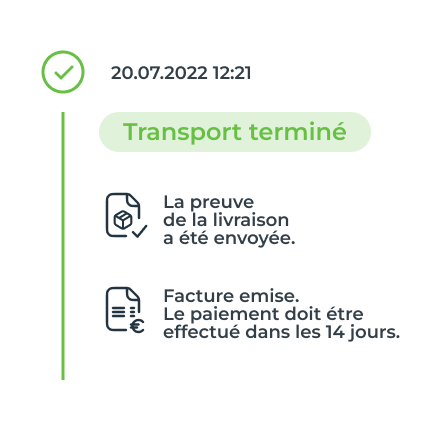 20.07.2022 12:21
Transport terminé
La preuve
de la livraison
a été envoyée.
Facture emise.
Le paiement doit étre
effectué dans les 14 jours.